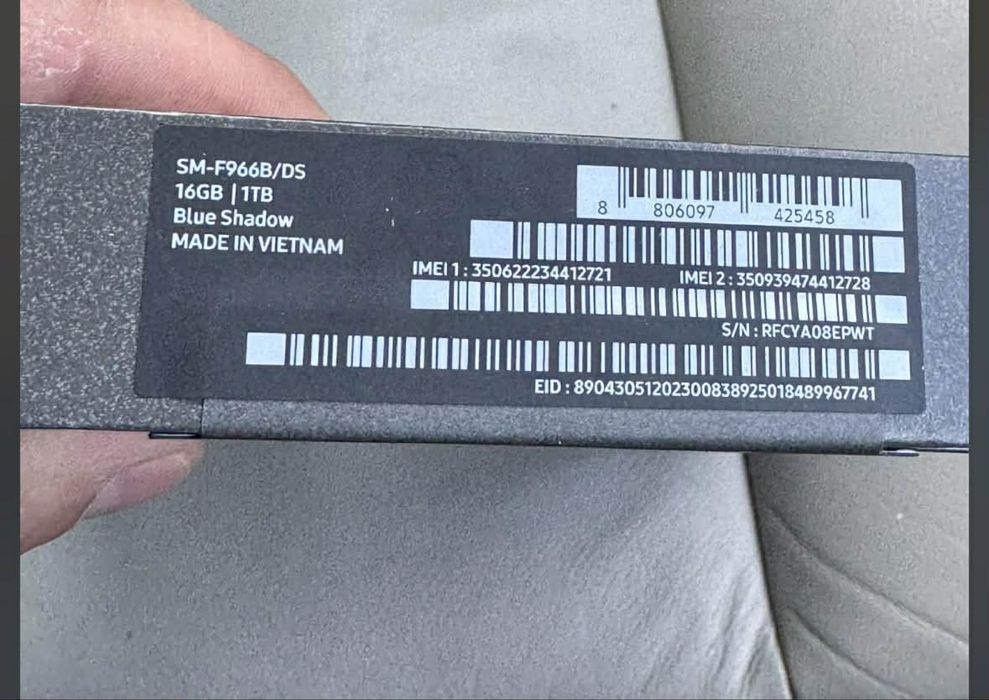 SM-F966B/DS
16GB | 1TB
Blue Shadow
MADE IN VIETNAM
8 806097 425458
IMEI 1 : 350622234412721 IMEI 2 : 350939474412728
S/N : RFCYA08EPWT
EID : 89043051202300838925018489967741